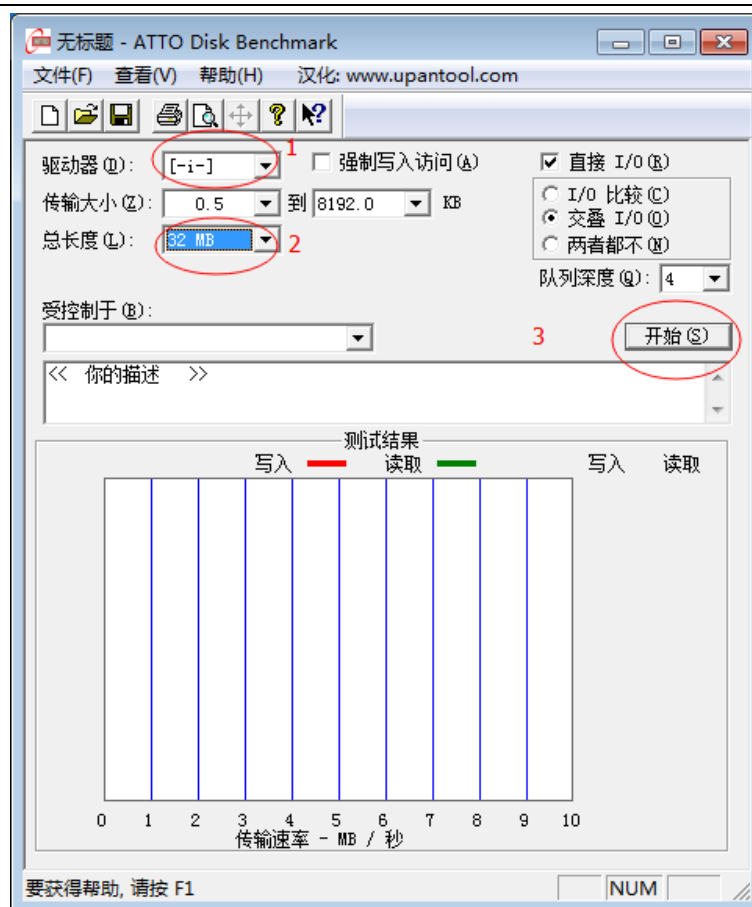 无标题 - ATTO Disk Benchmark
文件(F) 查看(V) 帮助(H) 汉化: www.upantool.com
驱动器(D): [-i-] 1 强制写入访问(A) 直接 I/O(R)
传输大小(Z): 0.5 到 8192.0 KB I/O 比较(C)
交叠 I/O(O)
总长度(L): 32 MB 2 两者都不(N)
队列深度(Q): 4
受控制于(B):
3 开始(S)
<< 你的描述 >>
测试结果
写入 读取 写入 读取
0 1 2 3 4 5 6 7 8 9 10
传输速率 - MB / 秒
要获得帮助, 请按 F1 NUM